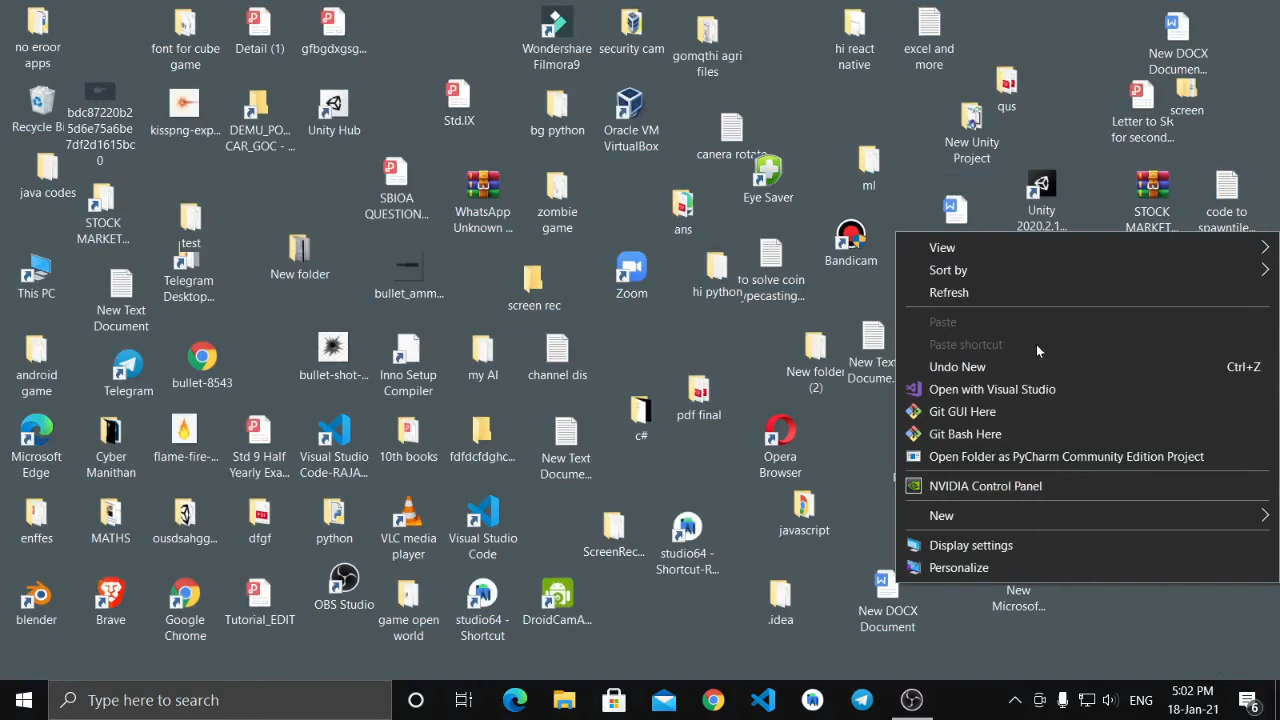 no eroor
apps
font for cube
game
Detail (1)
gfbgdxgsg...
Wondershare
Filmora9
security cam
gomqthi agri
files
hi react
native
excel and
more
New DOCX
Documen...
Recycle Bi
bdc87220b2
5d6e75a6be
7df2d1615bc
0
kisspng-exp...
DEMU_PO...
CAR_GOC - ...
Unity Hub
Std.IX
bg python
Oracle VM
VirtualBox
canera rotate
New Unity
Project
qus
Letter to Sk
for second...
screen
java codes
STOCK
MARKET...
test
SBIOA
QUESTION...
WhatsApp
Unknown ...
zombie
game
ans
Eye Saver
ml
Unity
2020.2.1...
STOCK
MARKET...
code to
spawntile...
This PC
New Text
Document
Telegram
Desktop...
New folder
bullet_amm...
screen rec
Zoom
hi python
to solve coin
ypecasting...
Bandicam
android
game
Telegram
bullet-8543
bullet-shot-...
Inno Setup
Compiler
my AI
channel dis
pdf final
New folder
(2)
New Text
Docume...
Microsoft
Edge
Cyber
Manithan
flame-fire-...
Std 9 Half
Yearly Exa...
Visual Studio
Code-RAJA...
10th books
fdfdcfdghc...
New Text
Docume...
c#
Opera
Browser
enffes
MATHS
ousdsahgg...
dfgf
python
VLC media
player
Visual Studio
Code
ScreenRec...
studio64 -
Shortcut-R...
javascript
blender
Brave
Google
Chrome
Tutorial_EDIT
OBS Studio
game open
world
studio64 -
Shortcut
DroidCamA...
.idea
New DOCX
Document
New
Microsof...
View
Sort by
Refresh
Paste
Paste shortcut
Undo New Ctrl+Z
Open with Visual Studio
Git GUI Here
Git Bash Here
Open Folder as PyCharm Community Edition Project
NVIDIA Control Panel
New
Display settings
Personalize
Type here to search
ENG
5:02 PM
18-Jan-21
6